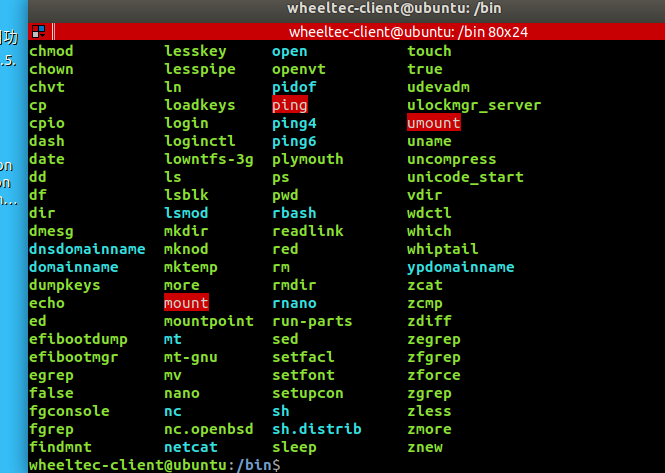 wheeltec-client@ubuntu: /bin
wheeltec-client@ubuntu: /bin 80x24
功
.5.
on
on
n...
chmod lesskey open touch
chown lesspipe openvt true
chvt ln pidof udevadm
cp loadkeys ping ulockmgr_server
cpio login ping4 umount
dash loginctl ping6 uname
date lowntfs-3g plymouth uncompress
dd ls ps unicode_start
df lsblk pwd vdir
dir lsmod rbash wdctl
dmesg mkdir readlink which
dnsdomainname mknod red whiptail
domainname mktemp rm ypdomainname
dumpkeys more rmdir zcat
echo mount rnano zcmp
ed mountpoint run-parts zdiff
efibootdump mt sed zegrep
efibootmgr mt-gnu setfacl zfgrep
egrep mv setfont zforce
false nano setupcon zgrep
fgconsole nc sh zless
fgrep nc.openbsd sh.distrib zmore
findmnt netcat sleep znew
wheeltec-client@ubuntu:/bin$